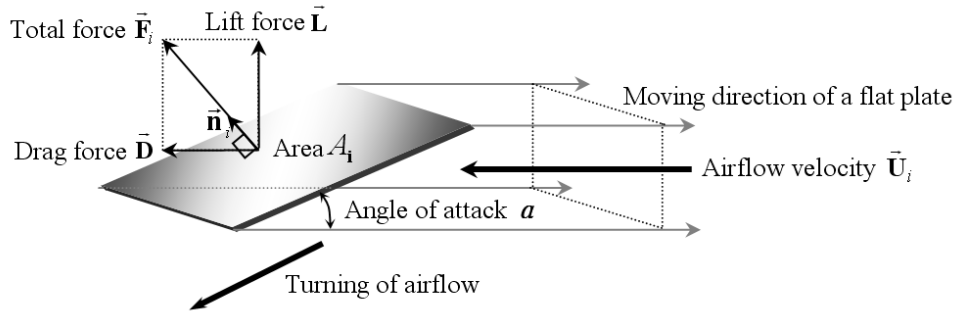 Total force F⃗ᵢ
Lift force L⃗
n⃗ᵢ
Moving direction of a flat plate
Drag force D⃗
Area Aᵢ
Airflow velocity U⃗ᵢ
Angle of attack a
Turning of airflow